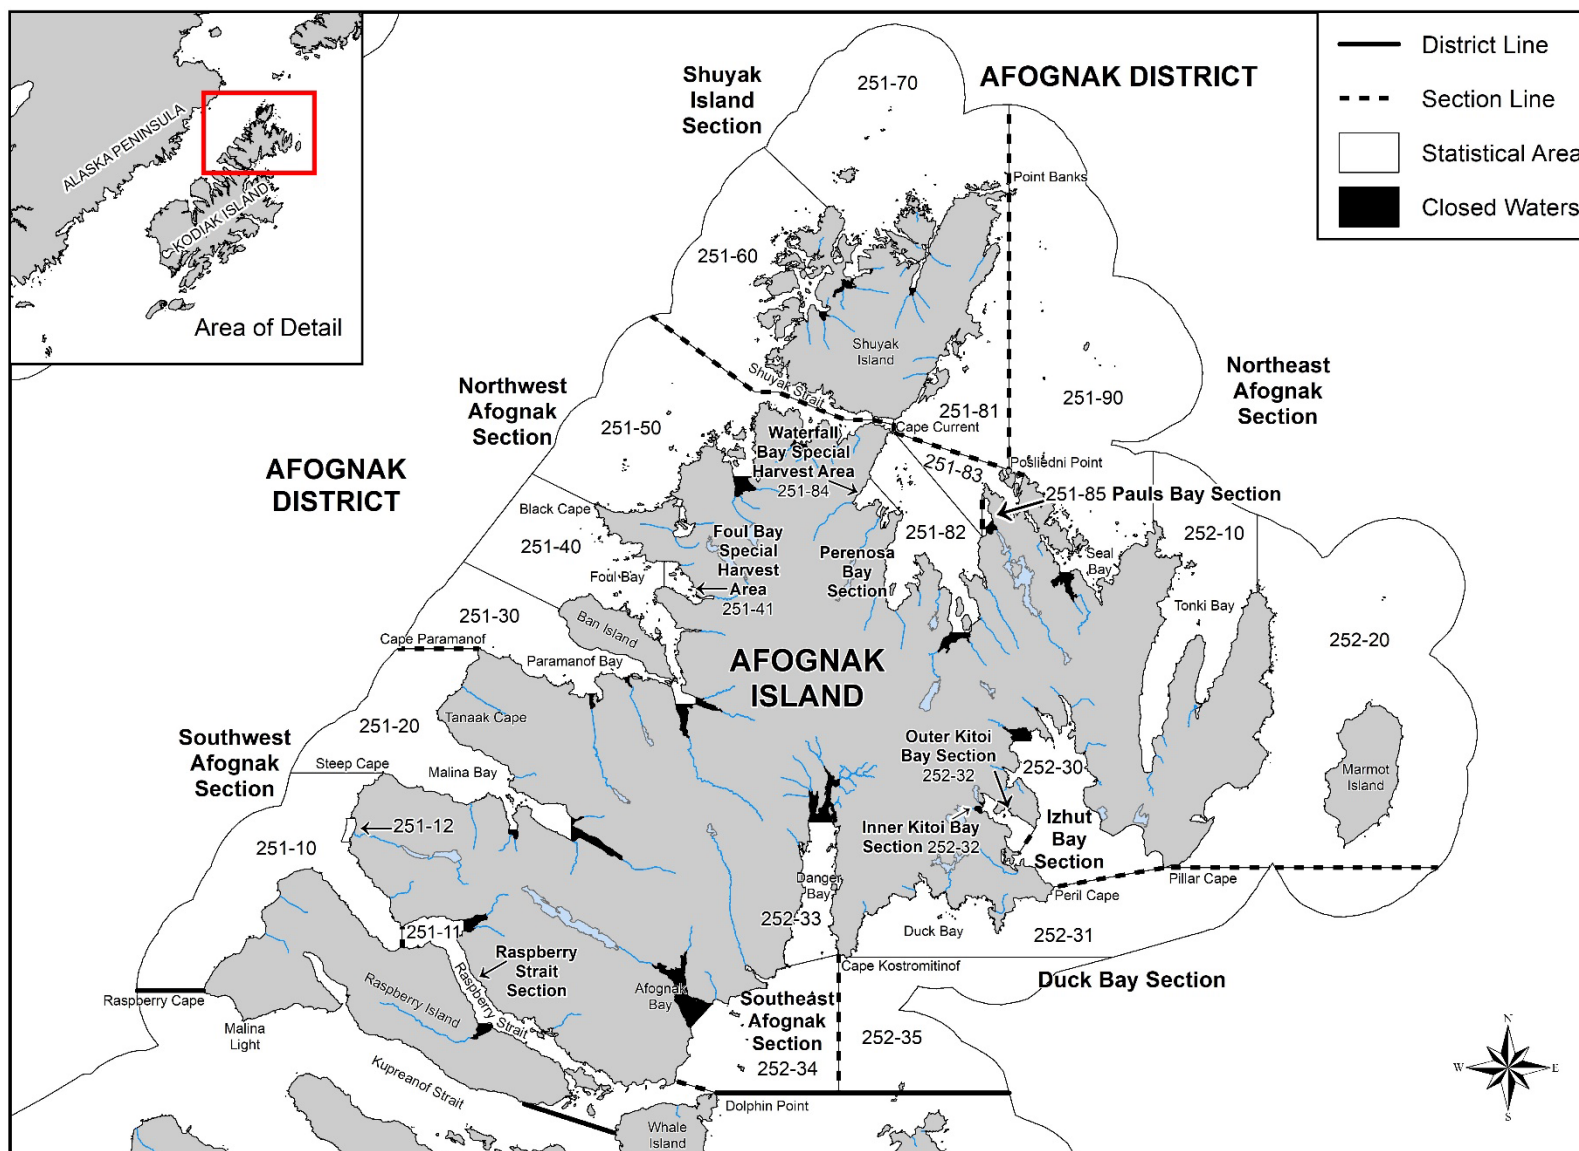 ALASKA PENINSULA
KODIAK ISLAND
Area of Detail
District Line
Section Line
Statistical Area
Closed Waters
AFOGNAK DISTRICT
Shuyak
Island
Section
251-70
Point Banks
251-60
Shuyak
Island
Shuyak Strait
Northwest
Afognak
Section
251-50
251-81
251-90
Northeast
Afognak
Section
Cape Current
Waterfall
Bay Special
Harvest Area
251-84
251-83
Posliedni Point
251-85 Pauls Bay Section
AFOGNAK
DISTRICT
Black Cape
251-40
Foul Bay
Foul Bay
Special
Harvest
Area
251-41
251-82
Perenosa
Bay
Section
Seal
Bay
252-10
Tonki Bay
251-30
Ban Island
Cape Paramanof
Paramanof Bay
AFOGNAK
ISLAND
252-20
251-20
Tanaak Cape
Southwest
Afognak
Section
Steep Cape
Malina Bay
Outer Kitoi
Bay Section
252-32
252-30
Marmot
Island
251-12
251-10
Inner Kitoi Bay
Section 252-32
Izhut
Bay
Section
Danger
Bay
Pillar Cape
Peril Cape
251-11
252-33
Duck Bay
252-31
Raspberry
Strait
Section
Raspberry Strait
Cape Kostromitinof
Duck Bay Section
Raspberry Cape
Raspberry Island
Afognak
Bay
Southeast
Afognak
Section
252-34
252-35
Malina
Light
Kupreanof Strait
Dolphin Point
Whale
Island
N
W
E
S